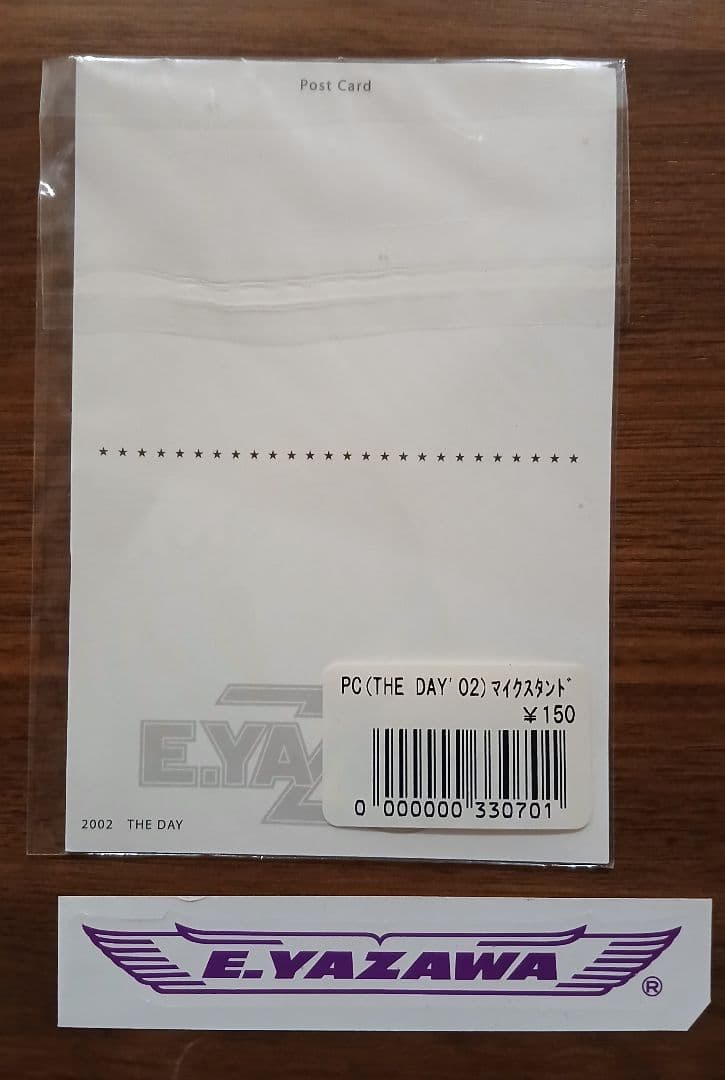 Post Card
★ ★ ★ ★ ★ ★ ★ ★ ★ ★ ★ ★ ★ ★ ★ ★ ★ ★ ★ ★ ★ ★ ★ ★ ★ ★
PC(THE DAY'02)ﾏｲｸｽﾀﾝﾄﾞ
¥150
0 000000 330701
E.YA
2002 THE DAY
E.YAZAWA
®